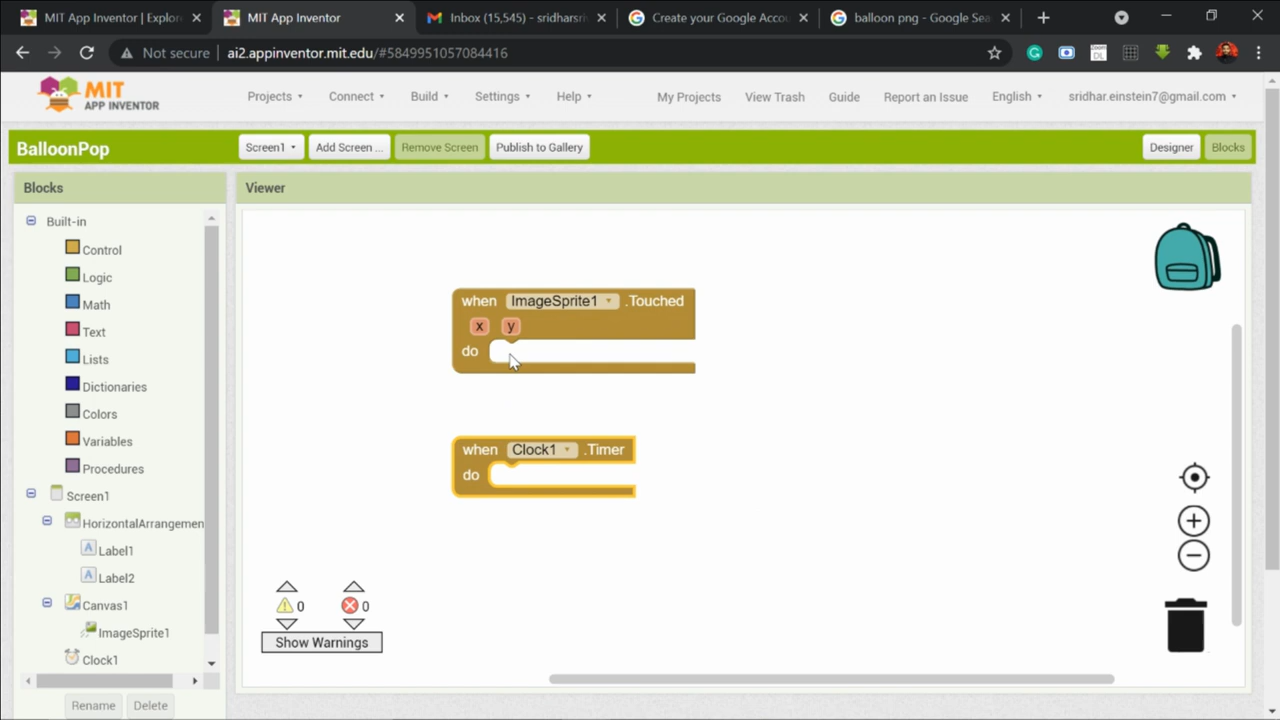 MIT App Inventor | Explor
MIT App Inventor
Inbox (15,545) - sridharsri
Create your Google Accou
balloon png - Google Sea
Not secure
ai2.appinventor.mit.edu/#5849951057084416
MIT
APP INVENTOR
Projects
Connect
Build
Settings
Help
My Projects
View Trash
Guide
Report an Issue
English
sridhar.einstein7@gmail.com
BalloonPop
Screen1
Add Screen ...
Remove Screen
Publish to Gallery
Designer
Blocks
Blocks
Viewer
Built-in
Control
Logic
Math
Text
Lists
Dictionaries
Colors
Variables
Procedures
Screen1
HorizontalArrangemen
A Label1
A Label2
Canvas1
ImageSprite1
Clock1
Rename
Delete
when ImageSprite1 .Touched
x y
do
when Clock1 .Timer
do
0 0
Show Warnings